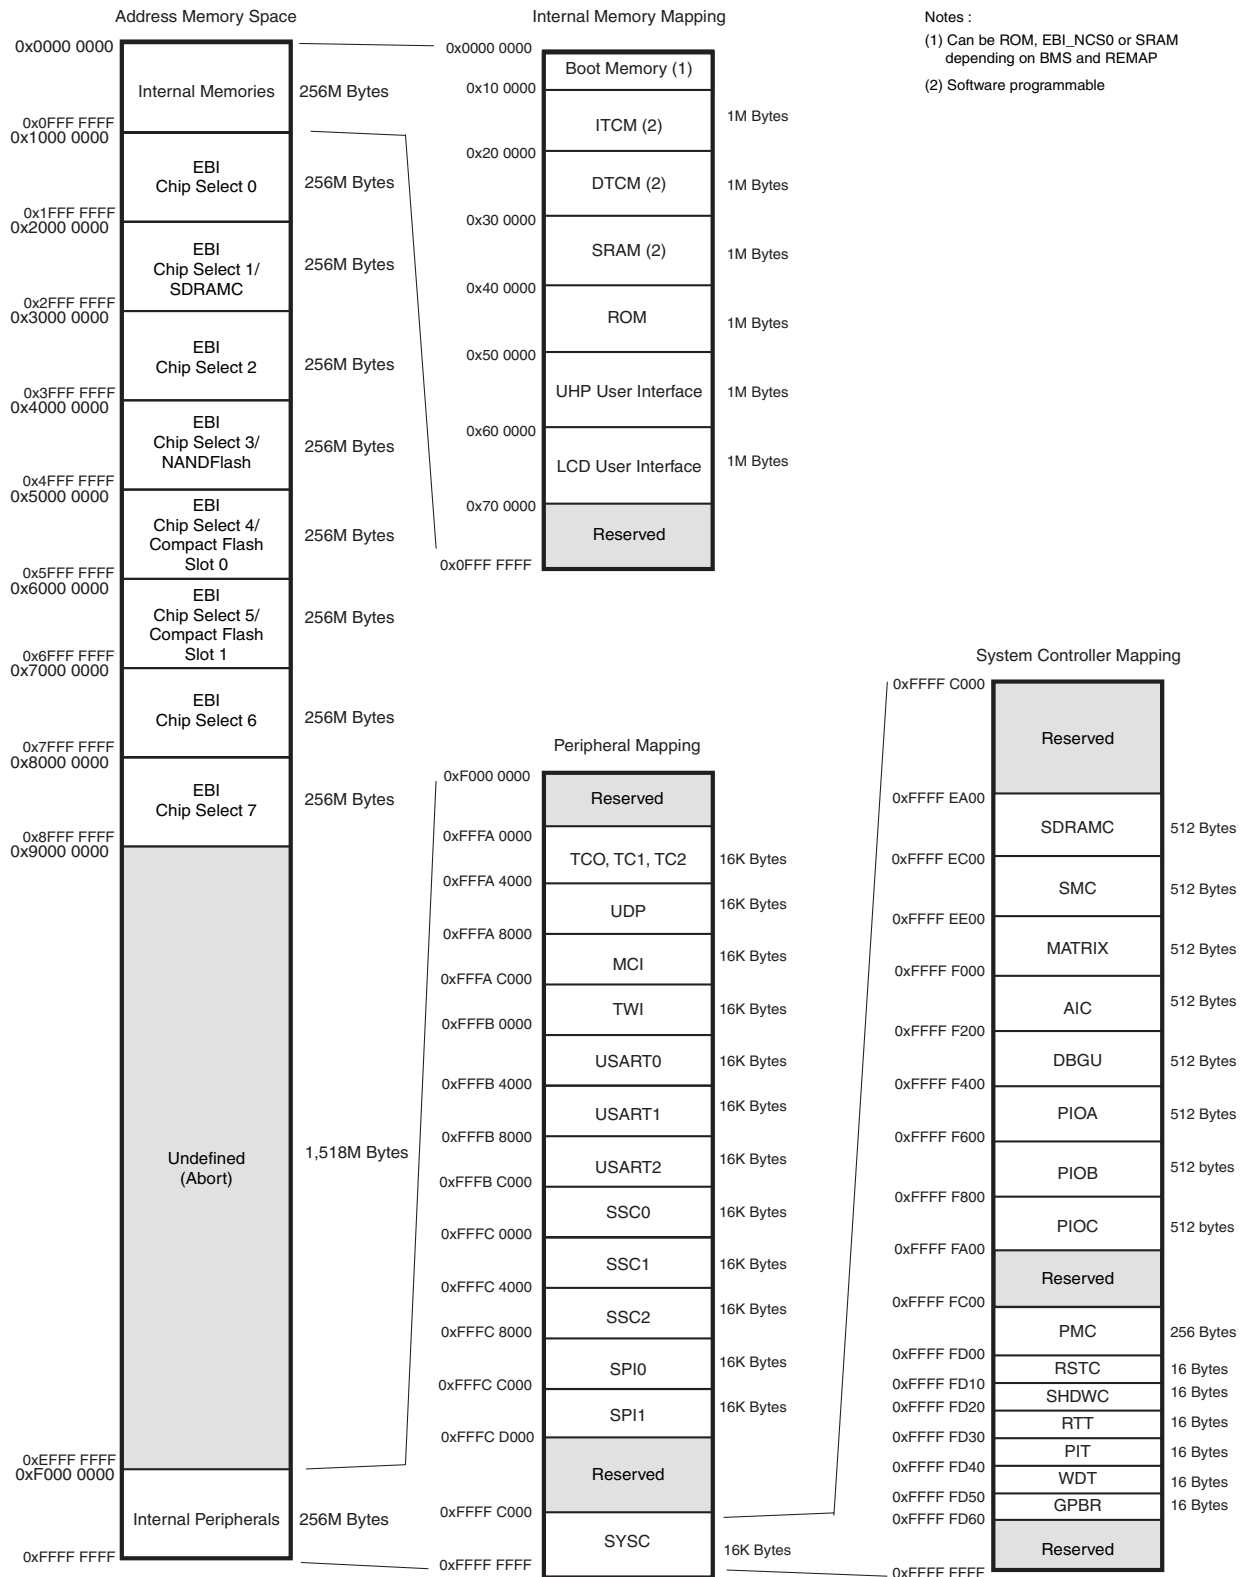 Address Memory Space
0x0000 0000
Internal Memories
256M Bytes
0x0FFF FFFF
0x1000 0000
EBI
Chip Select 0
256M Bytes
0x1FFF FFFF
0x2000 0000
EBI
Chip Select 1/
SDRAMC
256M Bytes
0x2FFF FFFF
0x3000 0000
EBI
Chip Select 2
256M Bytes
0x3FFF FFFF
0x4000 0000
EBI
Chip Select 3/
NANDFlash
256M Bytes
0x4FFF FFFF
0x5000 0000
EBI
Chip Select 4/
Compact Flash
Slot 0
256M Bytes
0x5FFF FFFF
0x6000 0000
EBI
Chip Select 5/
Compact Flash
Slot 1
256M Bytes
0x6FFF FFFF
0x7000 0000
EBI
Chip Select 6
256M Bytes
0x7FFF FFFF
0x8000 0000
EBI
Chip Select 7
256M Bytes
0x8FFF FFFF
0x9000 0000
Undefined
(Abort)
1,518M Bytes
0xEFFF FFFF
0xF000 0000
Internal Peripherals
256M Bytes
0xFFFF FFFF
Internal Memory Mapping
0x0000 0000
Boot Memory (1)
0x10 0000
ITCM (2)
1M Bytes
0x20 0000
DTCM (2)
1M Bytes
0x30 0000
SRAM (2)
1M Bytes
0x40 0000
ROM
1M Bytes
0x50 0000
UHP User Interface
1M Bytes
0x60 0000
LCD User Interface
1M Bytes
0x70 0000
Reserved
0x0FFF FFFF
Notes :
(1) Can be ROM, EBI_NCS0 or SRAM
depending on BMS and REMAP
(2) Software programmable
Peripheral Mapping
0xF000 0000
Reserved
0xFFFA 0000
TCO, TC1, TC2
16K Bytes
0xFFFA 4000
UDP
16K Bytes
0xFFFA 8000
MCI
16K Bytes
0xFFFA C000
TWI
16K Bytes
0xFFFB 0000
USART0
16K Bytes
0xFFFB 4000
USART1
16K Bytes
0xFFFB 8000
USART2
16K Bytes
0xFFFB C000
SSC0
16K Bytes
0xFFFC 0000
SSC1
16K Bytes
0xFFFC 4000
SSC2
16K Bytes
0xFFFC 8000
SPI0
16K Bytes
0xFFFC C000
SPI1
16K Bytes
0xFFFC D000
Reserved
0xFFFF C000
SYSC
16K Bytes
0xFFFF FFFF
System Controller Mapping
0xFFFF C000
Reserved
0xFFFF EA00
SDRAMC
512 Bytes
0xFFFF EC00
SMC
512 Bytes
0xFFFF EE00
MATRIX
512 Bytes
0xFFFF F000
AIC
512 Bytes
0xFFFF F200
DBGU
512 Bytes
0xFFFF F400
PIOA
512 Bytes
0xFFFF F600
PIOB
512 bytes
0xFFFF F800
PIOC
512 bytes
0xFFFF FA00
Reserved
0xFFFF FC00
PMC
256 Bytes
0xFFFF FD00
RSTC
16 Bytes
0xFFFF FD10
SHDWC
16 Bytes
0xFFFF FD20
RTT
16 Bytes
0xFFFF FD30
PIT
16 Bytes
0xFFFF FD40
WDT
16 Bytes
0xFFFF FD50
GPBR
16 Bytes
0xFFFF FD60
Reserved
0xFFFF FFFF